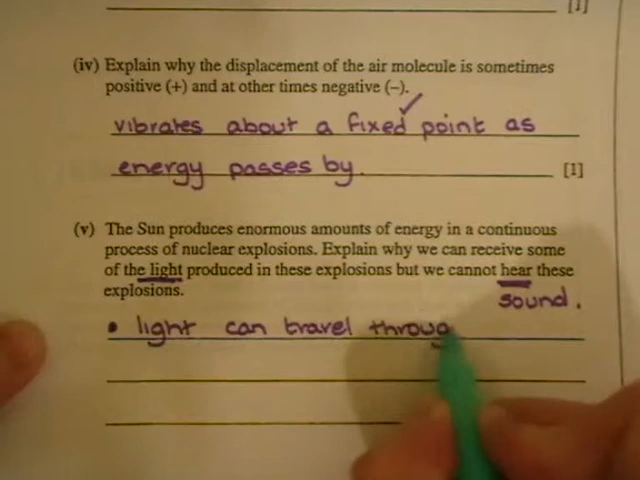 [1]
(iv) Explain why the displacement of the air molecule is sometimes
positive (+) and at other times negative (–).
vibrates about a fixed point as
energy passes by.
[1]
(v) The Sun produces enormous amounts of energy in a continuous
process of nuclear explosions. Explain why we can receive some
of the light produced in these explosions but we cannot hear these
explosions.
sound.
• light can travel throug